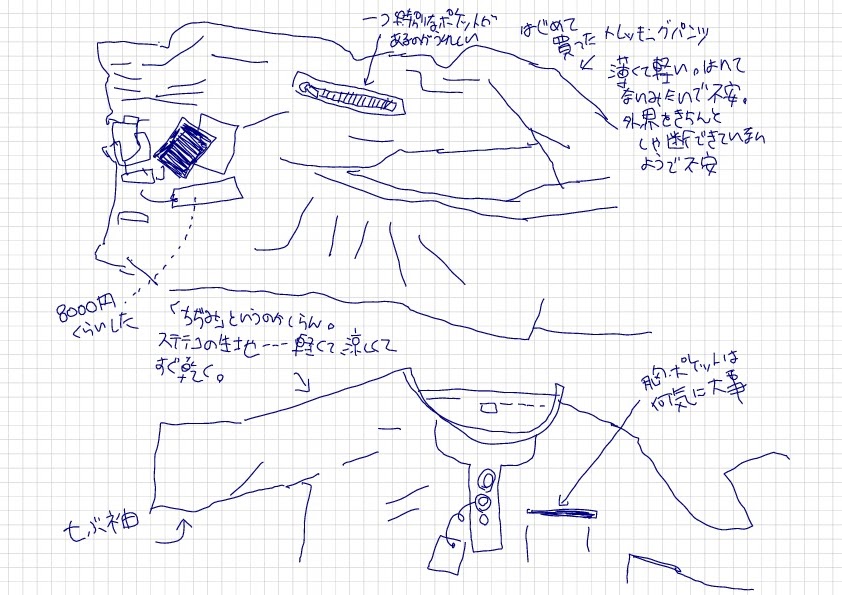 一つ特別なポケットが
あるのがうれしい
はじめて
買ったトレッキングパンツ
薄くて軽い。はいて
ないみたいで不安。
外界をきちんと
しゃ断できていない
ようで不安
8000円
くらいした
「ちぢみ」というのかしらん。
ステテコの生地や---軽くて涼しくて
すぐ乾く。
胸ポケットは
何気に大事
七ぶ袖